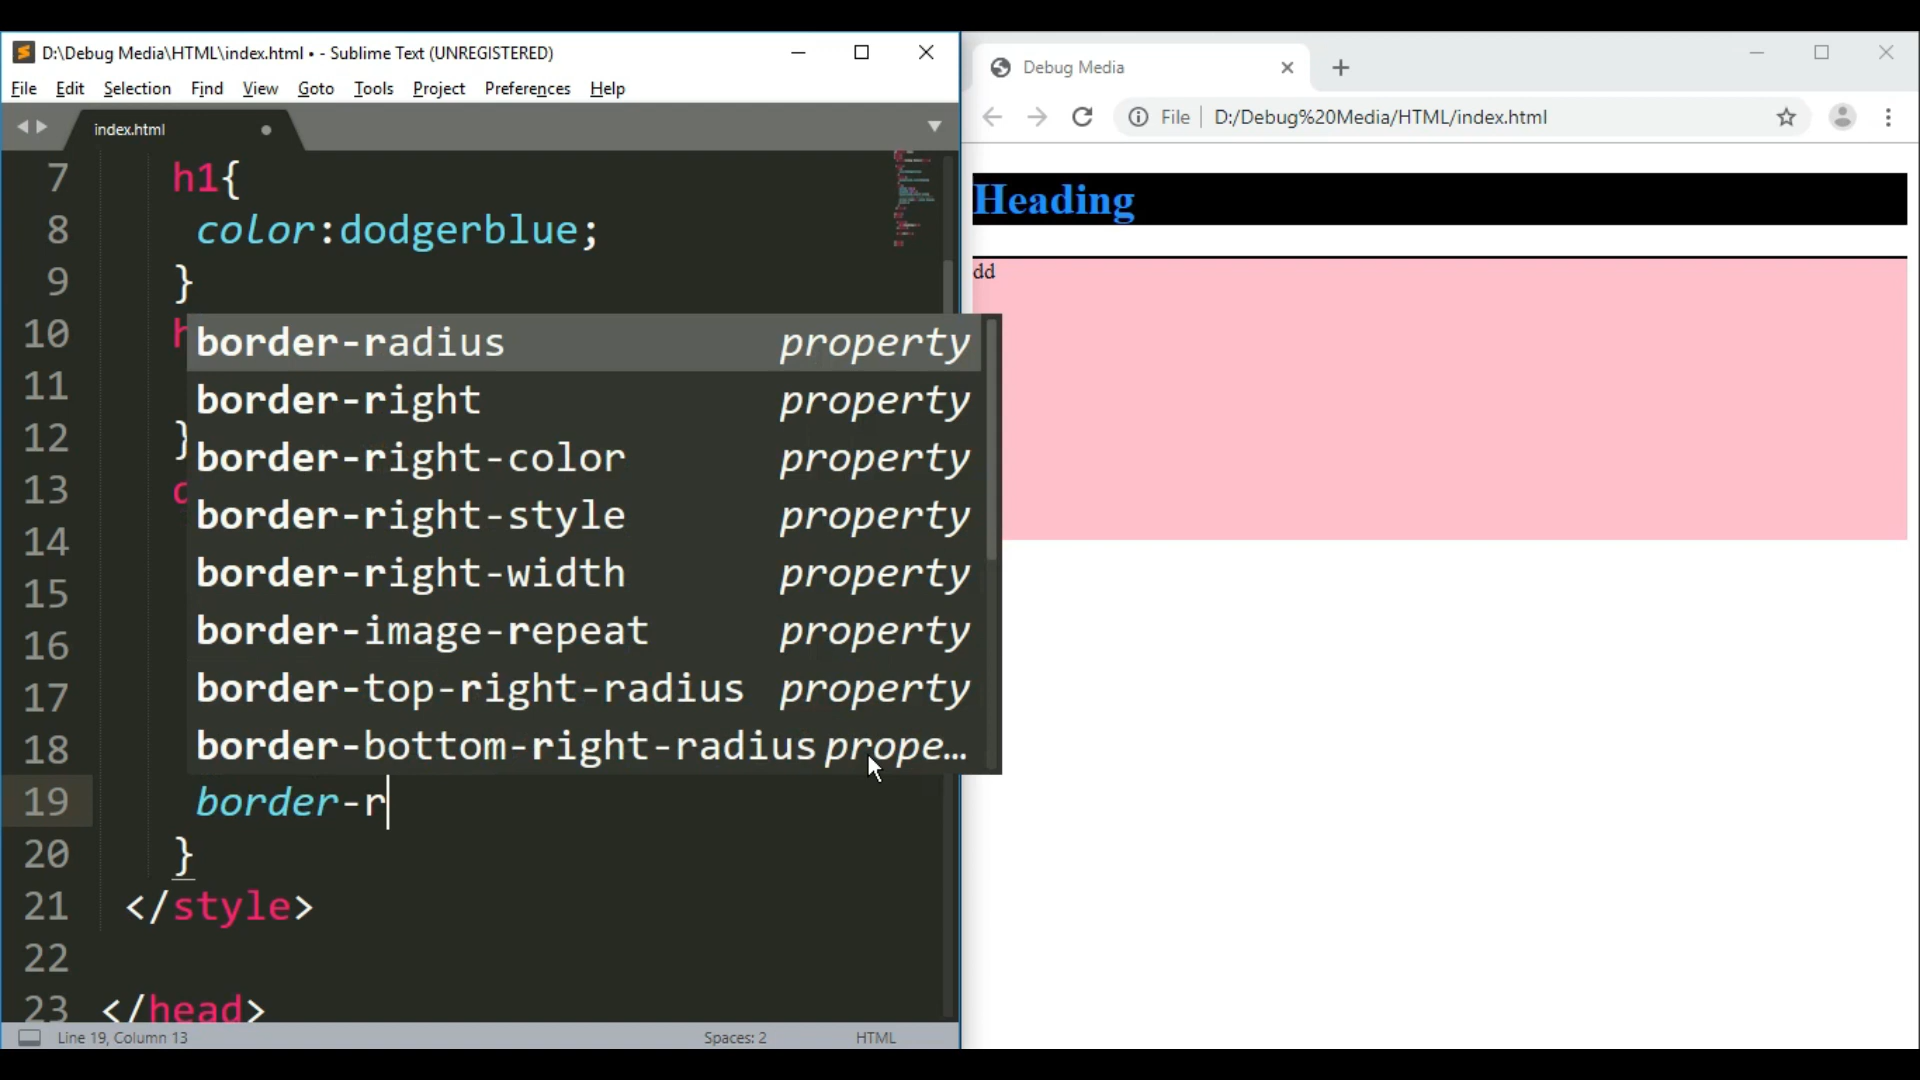 D:\Debug Media\HTML\index.html • - Sublime Text (UNREGISTERED)
File Edit Selection Find View Goto Tools Project Preferences Help
index.html
7 h1{
8 color:dodgerblue;
9 }
10 h
11
12 }
13 d
14
15
16
17
18
border-radius property
border-right property
border-right-color property
border-right-style property
border-right-width property
border-image-repeat property
border-top-right-radius property
border-bottom-right-radius prope…
19 border-r
20 }
21 </style>
22
23 </head>
Line 19, Column 13 Spaces: 2 HTML
Debug Media
File D:/Debug%20Media/HTML/index.html
Heading
dd